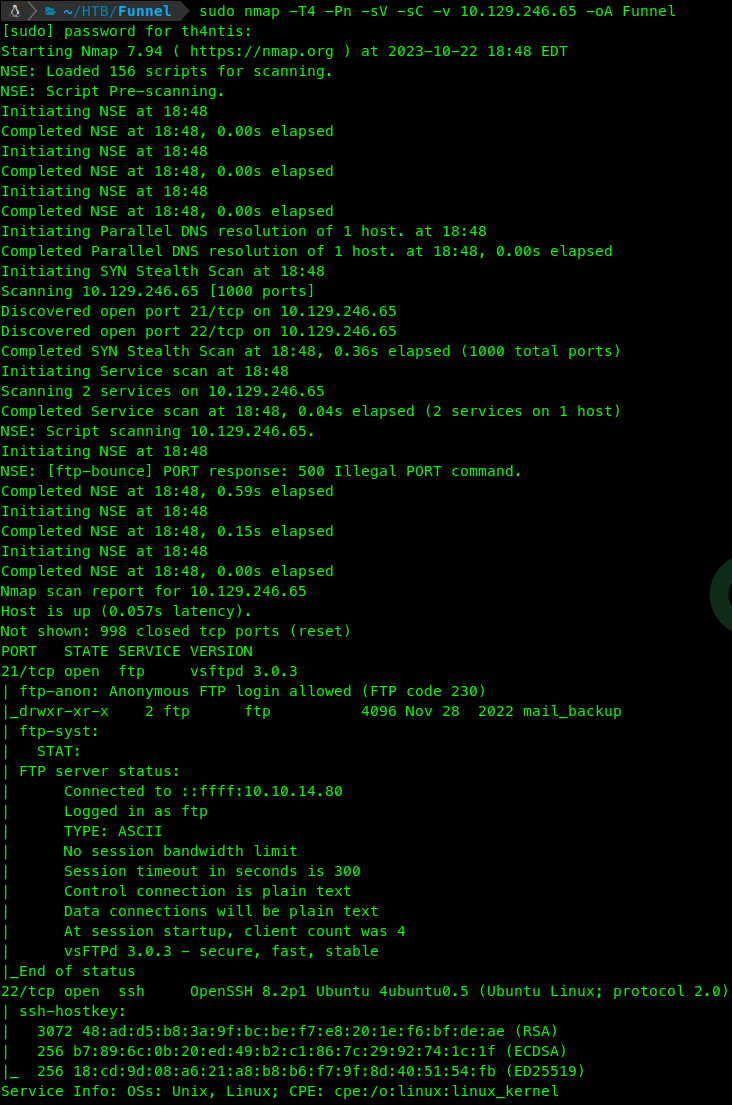 ~/HTB/Funnel sudo nmap -T4 -Pn -sV -sC -v 10.129.246.65 -oA Funnel
[sudo] password for th4ntis:
Starting Nmap 7.94 ( https://nmap.org ) at 2023-10-22 18:48 EDT
NSE: Loaded 156 scripts for scanning.
NSE: Script Pre-scanning.
Initiating NSE at 18:48
Completed NSE at 18:48, 0.00s elapsed
Initiating NSE at 18:48
Completed NSE at 18:48, 0.00s elapsed
Initiating NSE at 18:48
Completed NSE at 18:48, 0.00s elapsed
Initiating Parallel DNS resolution of 1 host. at 18:48
Completed Parallel DNS resolution of 1 host. at 18:48, 0.00s elapsed
Initiating SYN Stealth Scan at 18:48
Scanning 10.129.246.65 [1000 ports]
Discovered open port 21/tcp on 10.129.246.65
Discovered open port 22/tcp on 10.129.246.65
Completed SYN Stealth Scan at 18:48, 0.36s elapsed (1000 total ports)
Initiating Service scan at 18:48
Scanning 2 services on 10.129.246.65
Completed Service scan at 18:48, 0.04s elapsed (2 services on 1 host)
NSE: Script scanning 10.129.246.65.
Initiating NSE at 18:48
NSE: [ftp-bounce] PORT response: 500 Illegal PORT command.
Completed NSE at 18:48, 0.59s elapsed
Initiating NSE at 18:48
Completed NSE at 18:48, 0.15s elapsed
Initiating NSE at 18:48
Completed NSE at 18:48, 0.00s elapsed
Nmap scan report for 10.129.246.65
Host is up (0.057s latency).
Not shown: 998 closed tcp ports (reset)
PORT   STATE SERVICE VERSION
21/tcp open  ftp     vsftpd 3.0.3
| ftp-anon: Anonymous FTP login allowed (FTP code 230)
|_drwxr-xr-x    2 ftp      ftp          4096 Nov 28  2022 mail_backup
| ftp-syst:
|   STAT:
| FTP server status:
|      Connected to ::ffff:10.10.14.80
|      Logged in as ftp
|      TYPE: ASCII
|      No session bandwidth limit
|      Session timeout in seconds is 300
|      Control connection is plain text
|      Data connections will be plain text
|      At session startup, client count was 4
|      vsFTPd 3.0.3 - secure, fast, stable
|_End of status
22/tcp open  ssh     OpenSSH 8.2p1 Ubuntu 4ubuntu0.5 (Ubuntu Linux; protocol 2.0)
| ssh-hostkey:
|   3072 48:ad:d5:b8:3a:9f:bc:be:f7:e8:20:1e:f6:bf:de:ae (RSA)
|   256 b7:89:6c:0b:20:ed:49:b2:c1:86:7c:29:92:74:1c:1f (ECDSA)
|_  256 18:cd:9d:08:a6:21:a8:b8:b6:f7:9f:8d:40:51:54:fb (ED25519)
Service Info: OSs: Unix, Linux; CPE: cpe:/o:linux:linux_kernel